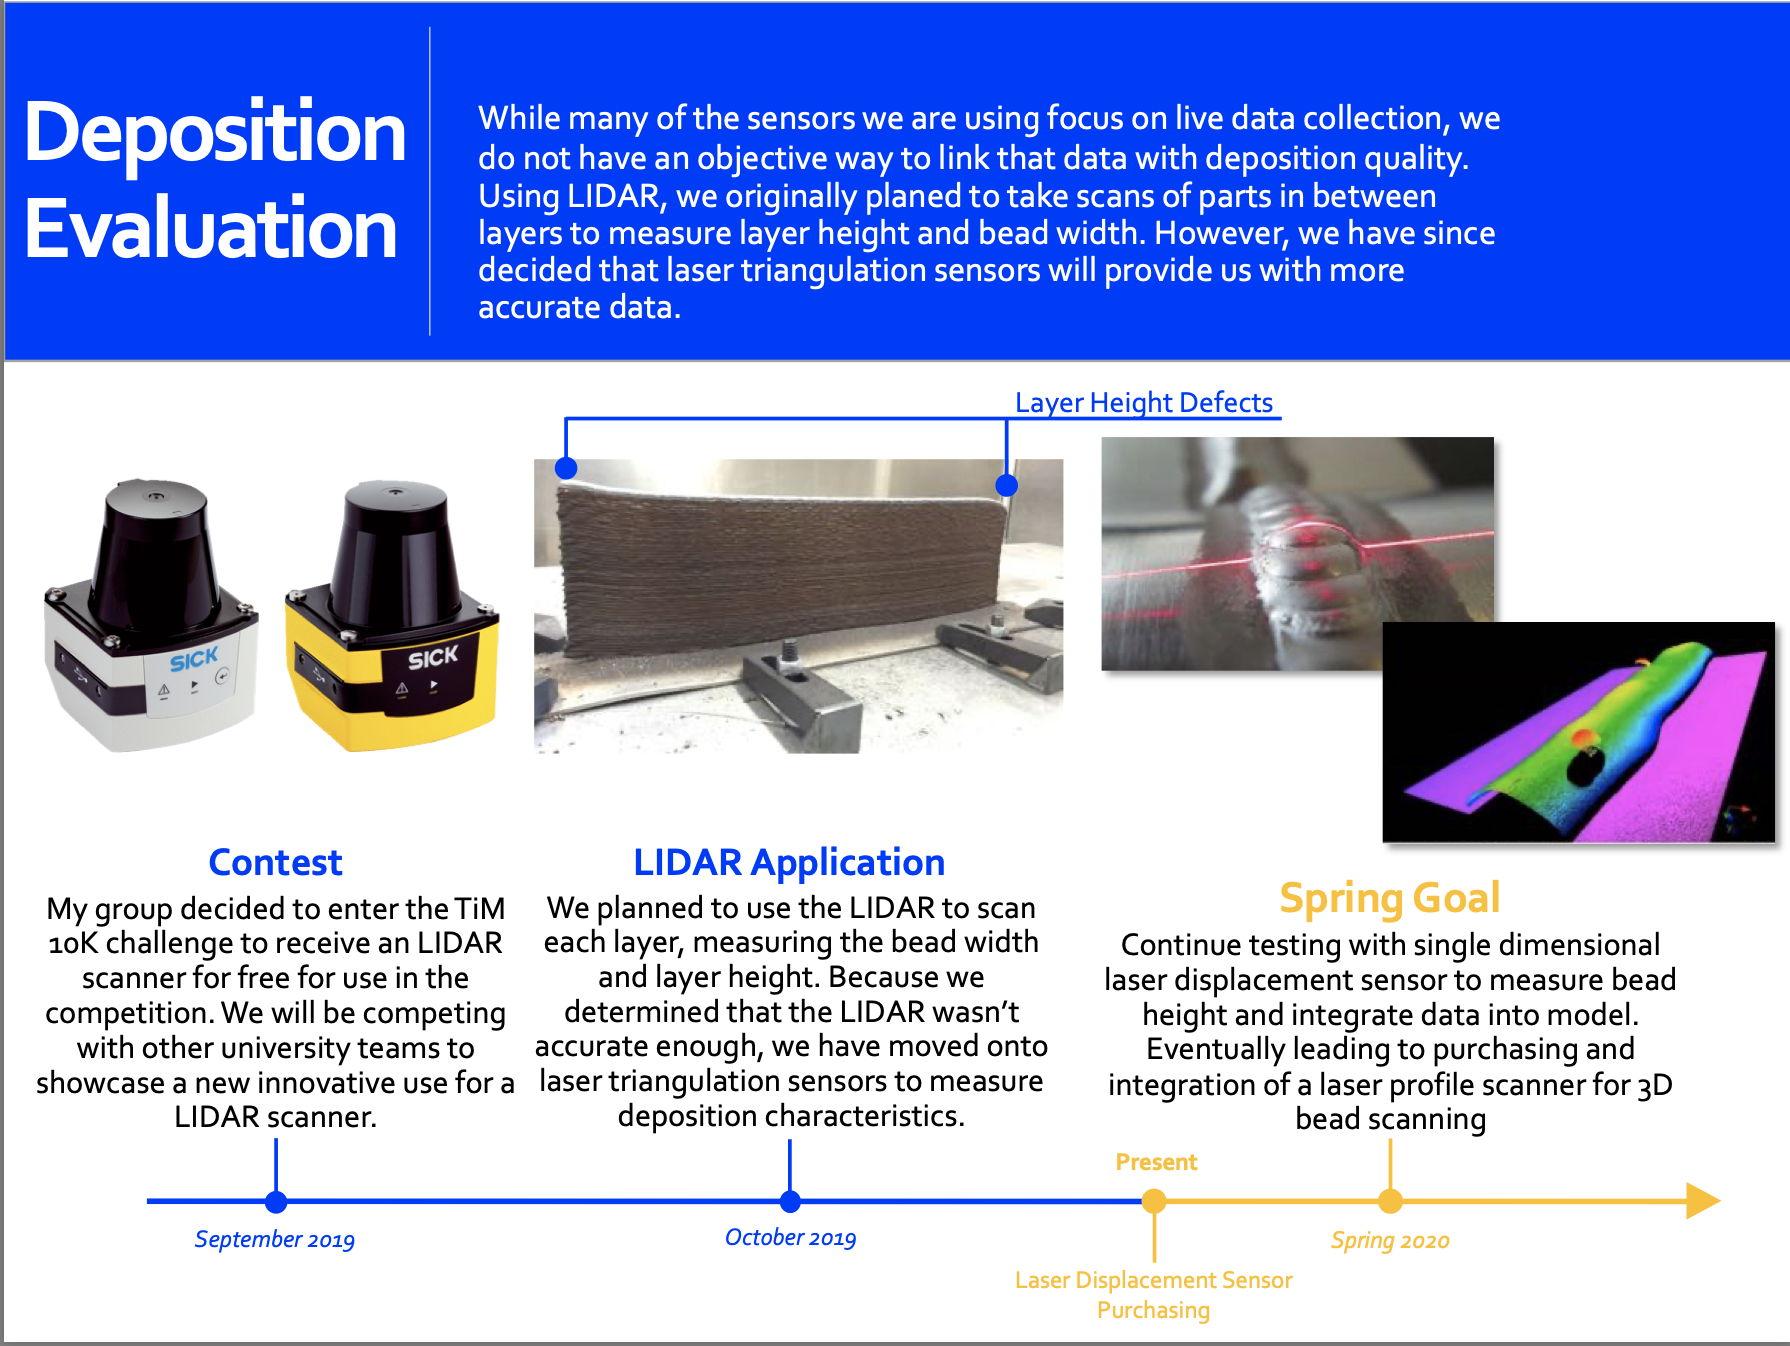 Deposition
Evaluation
While many of the sensors we are using focus on live data collection, we
do not have an objective way to link that data with deposition quality.
Using LIDAR, we originally planed to take scans of parts in between
layers to measure layer height and bead width. However, we have since
decided that laser triangulation sensors will provide us with more
accurate data.
Layer Height Defects
SICK
SICK
Contest
My group decided to enter the TiM
10K challenge to receive an LIDAR
scanner for free for use in the
competition. We will be competing
with other university teams to
showcase a new innovative use for a
LIDAR scanner.
LIDAR Application
We planned to use the LIDAR to scan
each layer, measuring the bead width
and layer height. Because we
determined that the LIDAR wasn't
accurate enough, we have moved onto
laser triangulation sensors to measure
deposition characteristics.
Spring Goal
Continue testing with single dimensional
laser displacement sensor to measure bead
height and integrate data into model.
Eventually leading to purchasing and
integration of a laser profile scanner for 3D
bead scanning
Present
September 2019
October 2019
Spring 2020
Laser Displacement Sensor
Purchasing